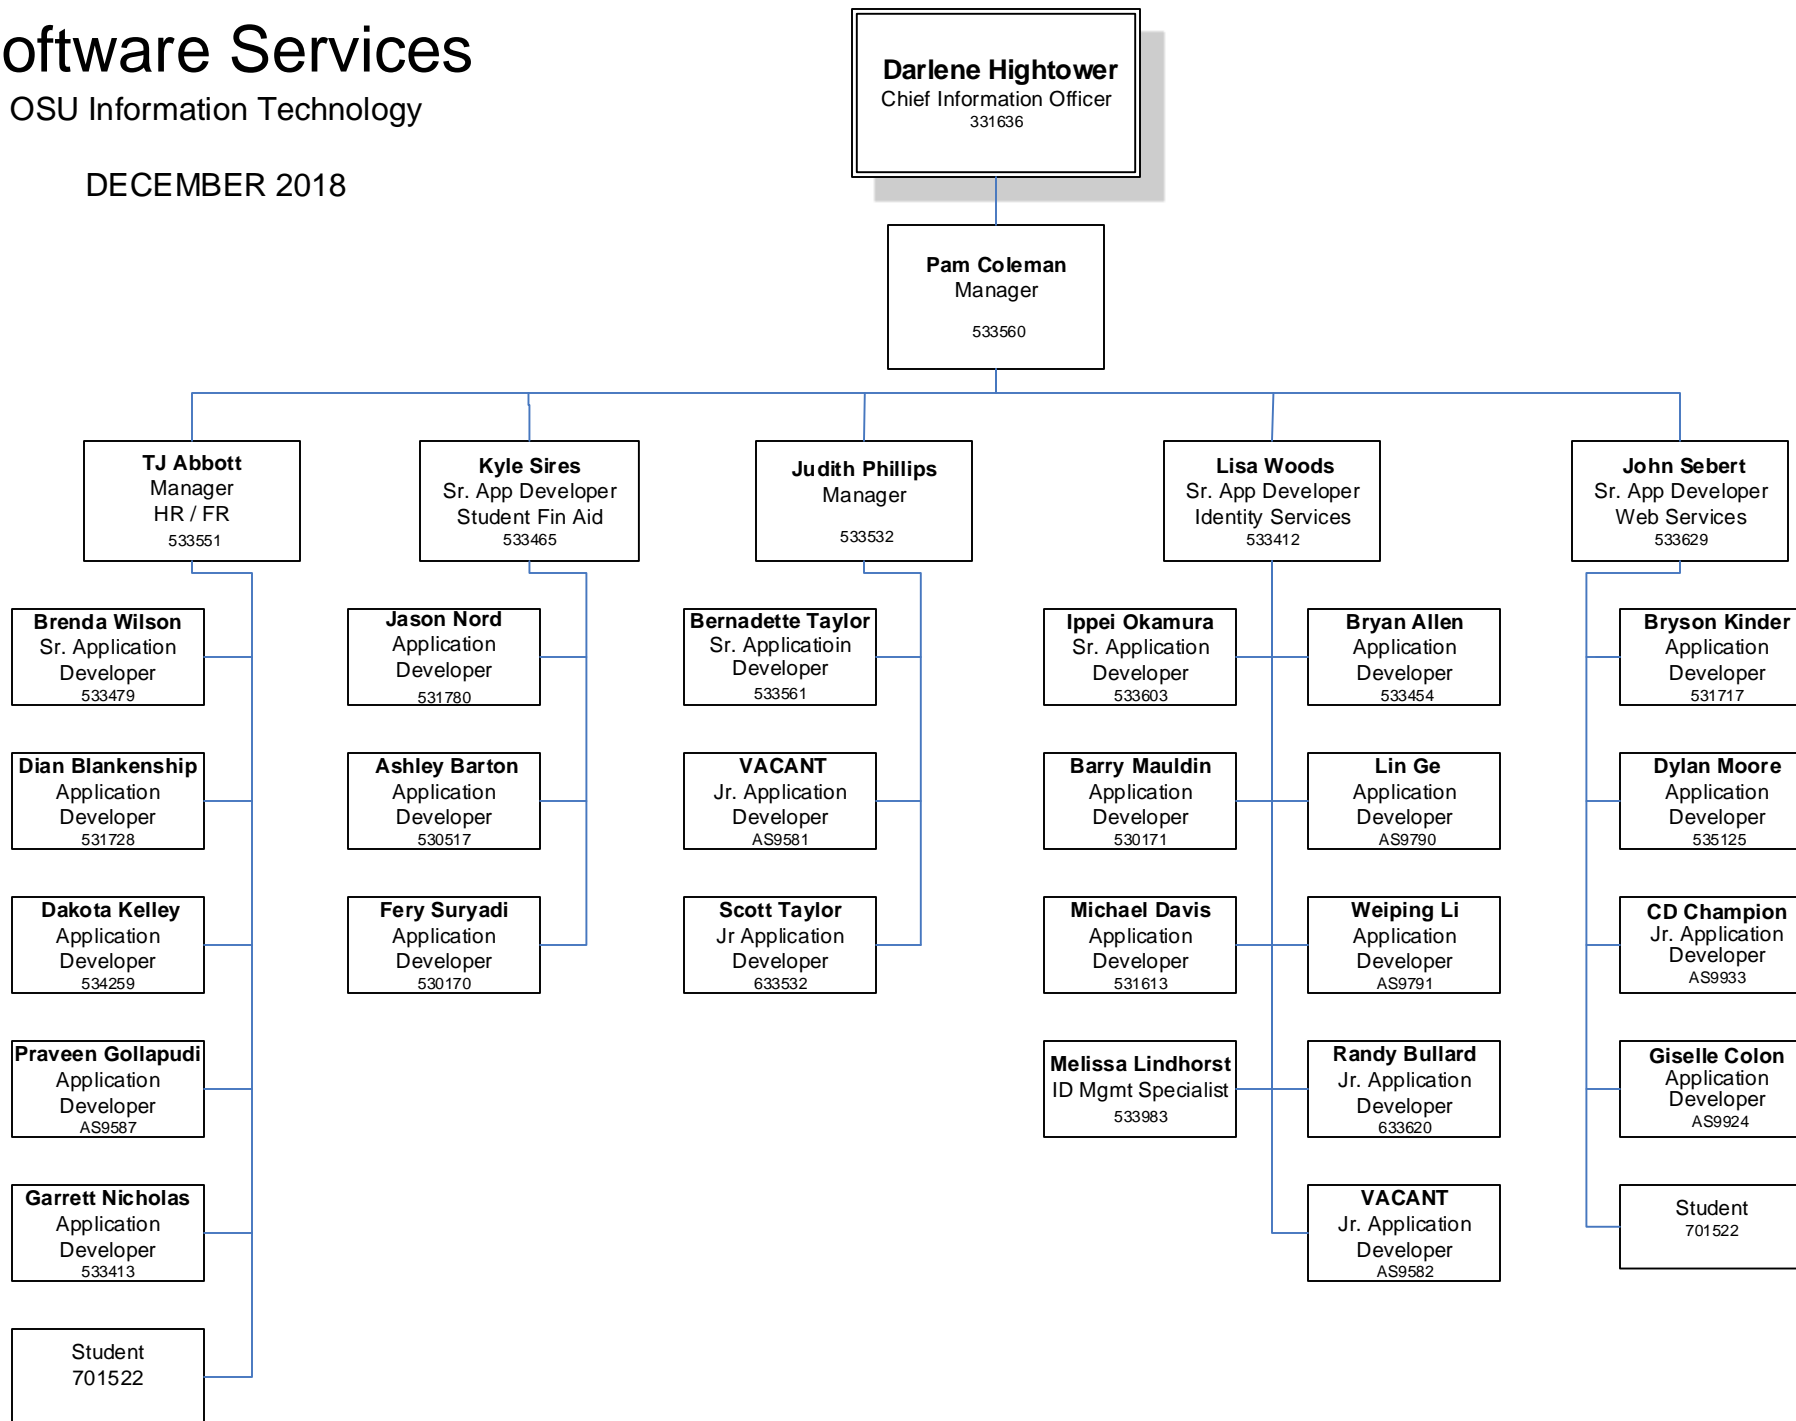 oftware Services
OSU Information Technology
DECEMBER 2018
Darlene Hightower
Chief Information Officer
331636
Pam Coleman
Manager
533560
TJ Abbott
Manager
HR / FR
533551
Kyle Sires
Sr. App Developer
Student Fin Aid
533465
Judith Phillips
Manager
533532
Lisa Woods
Sr. App Developer
Identity Services
533412
John Sebert
Sr. App Developer
Web Services
533629
Brenda Wilson
Sr. Application
Developer
533479
Dian Blankenship
Application
Developer
531728
Dakota Kelley
Application
Developer
534259
Praveen Gollapudi
Application
Developer
AS9587
Garrett Nicholas
Application
Developer
533413
Student
701522
Jason Nord
Application
Developer
531780
Ashley Barton
Application
Developer
530517
Fery Suryadi
Application
Developer
530170
Bernadette Taylor
Sr. Applicatioin
Developer
533561
VACANT
Jr. Application
Developer
AS9581
Scott Taylor
Jr Application
Developer
633532
Ippei Okamura
Sr. Application
Developer
533603
Barry Mauldin
Application
Developer
530171
Michael Davis
Application
Developer
531613
Melissa Lindhorst
ID Mgmt Specialist
533983
Bryan Allen
Application
Developer
533454
Lin Ge
Application
Developer
AS9790
Weiping Li
Application
Developer
AS9791
Randy Bullard
Jr. Application
Developer
633620
VACANT
Jr. Application
Developer
AS9582
Bryson Kinder
Application
Developer
531717
Dylan Moore
Application
Developer
535125
CD Champion
Jr. Application
Developer
AS9933
Giselle Colon
Application
Developer
AS9924
Student
701522